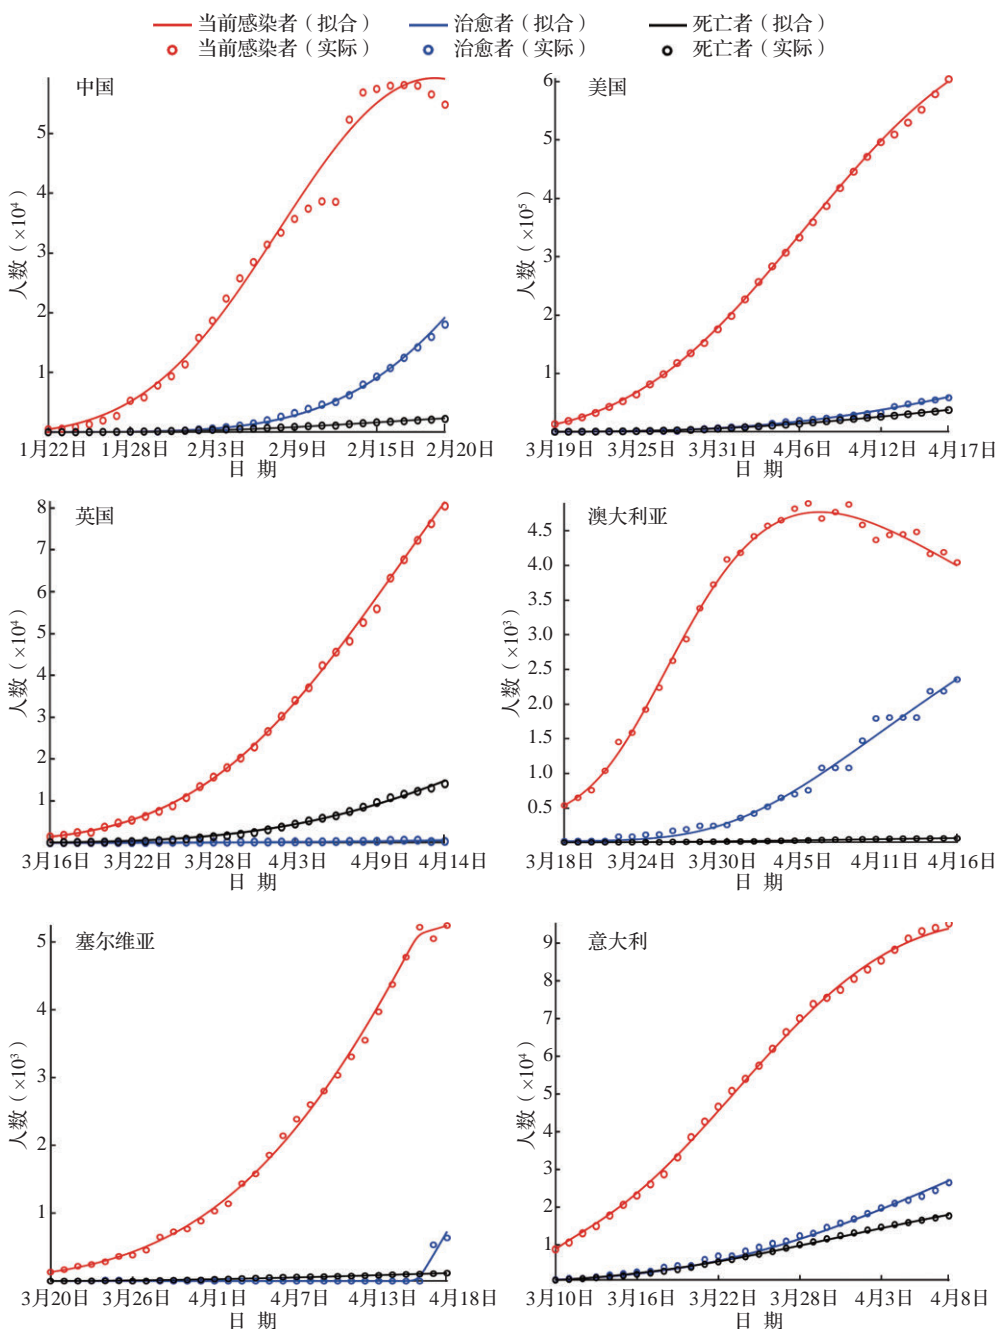 当前感染者（拟合） 治愈者（拟合） 死亡者（拟合）
当前感染者（实际） 治愈者（实际） 死亡者（实际）
中国
人数（×10⁴）
5
4
3
2
1
1月22日 1月28日 2月3日 2月9日 2月15日 2月20日
日 期
美国
人数（×10⁵）
6
5
4
3
2
1
3月19日 3月25日 3月31日 4月6日 4月12日 4月17日
日 期
英国
人数（×10⁴）
8
7
6
5
4
3
2
1
3月16日 3月22日 3月28日 4月3日 4月9日 4月14日
日 期
澳大利亚
人数（×10³）
4.5
4.0
3.5
3.0
2.5
2.0
1.5
1.0
0.5
3月18日 3月24日 3月30日 4月5日 4月11日 4月16日
日 期
塞尔维亚
人数（×10³）
5
4
3
2
1
3月20日 3月26日 4月1日 4月7日 4月13日 4月18日
日 期
意大利
人数（×10⁴）
9
8
7
6
5
4
3
2
1
3月10日 3月16日 3月22日 3月28日 4月3日 4月8日
日 期